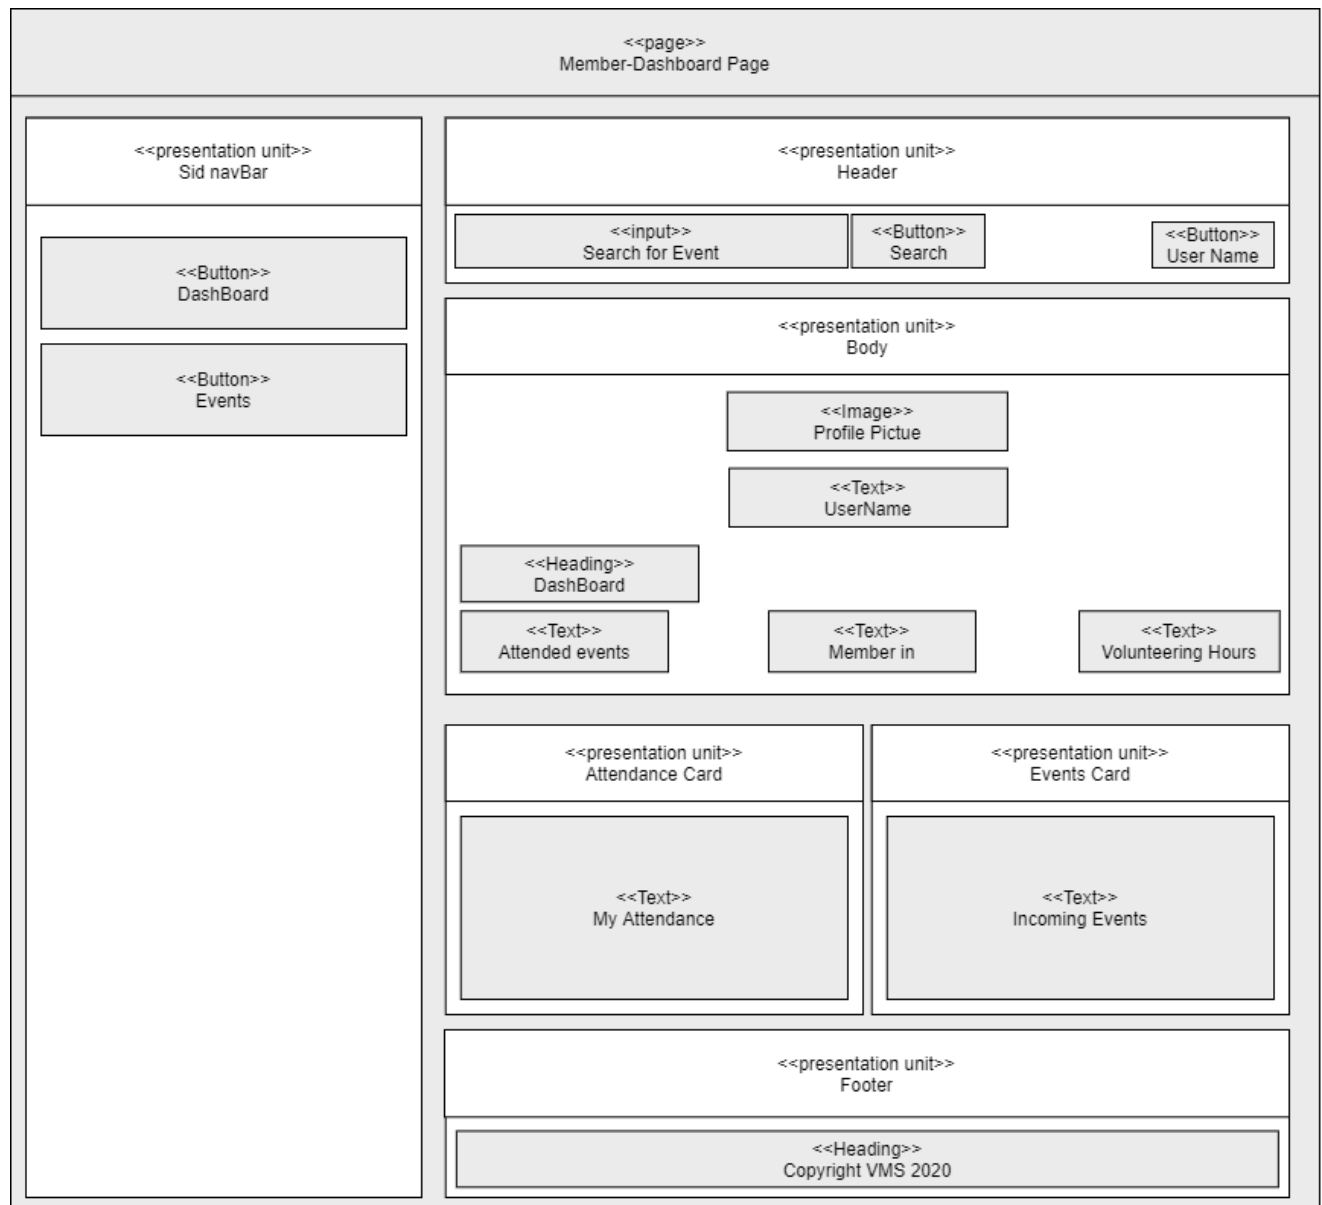 <<page>>
Member-Dashboard Page
<<presentation unit>>
Sid navBar
<<Button>>
DashBoard
<<Button>>
Events
<<presentation unit>>
Header
<<input>>
Search for Event
<<Button>>
Search
<<Button>>
User Name
<<presentation unit>>
Body
<<Image>>
Profile Pictue
<<Text>>
UserName
<<Heading>>
DashBoard
<<Text>>
Attended events
<<Text>>
Member in
<<Text>>
Volunteering Hours
<<presentation unit>>
Attendance Card
<<Text>>
My Attendance
<<presentation unit>>
Events Card
<<Text>>
Incoming Events
<<presentation unit>>
Footer
<<Heading>>
Copyright VMS 2020